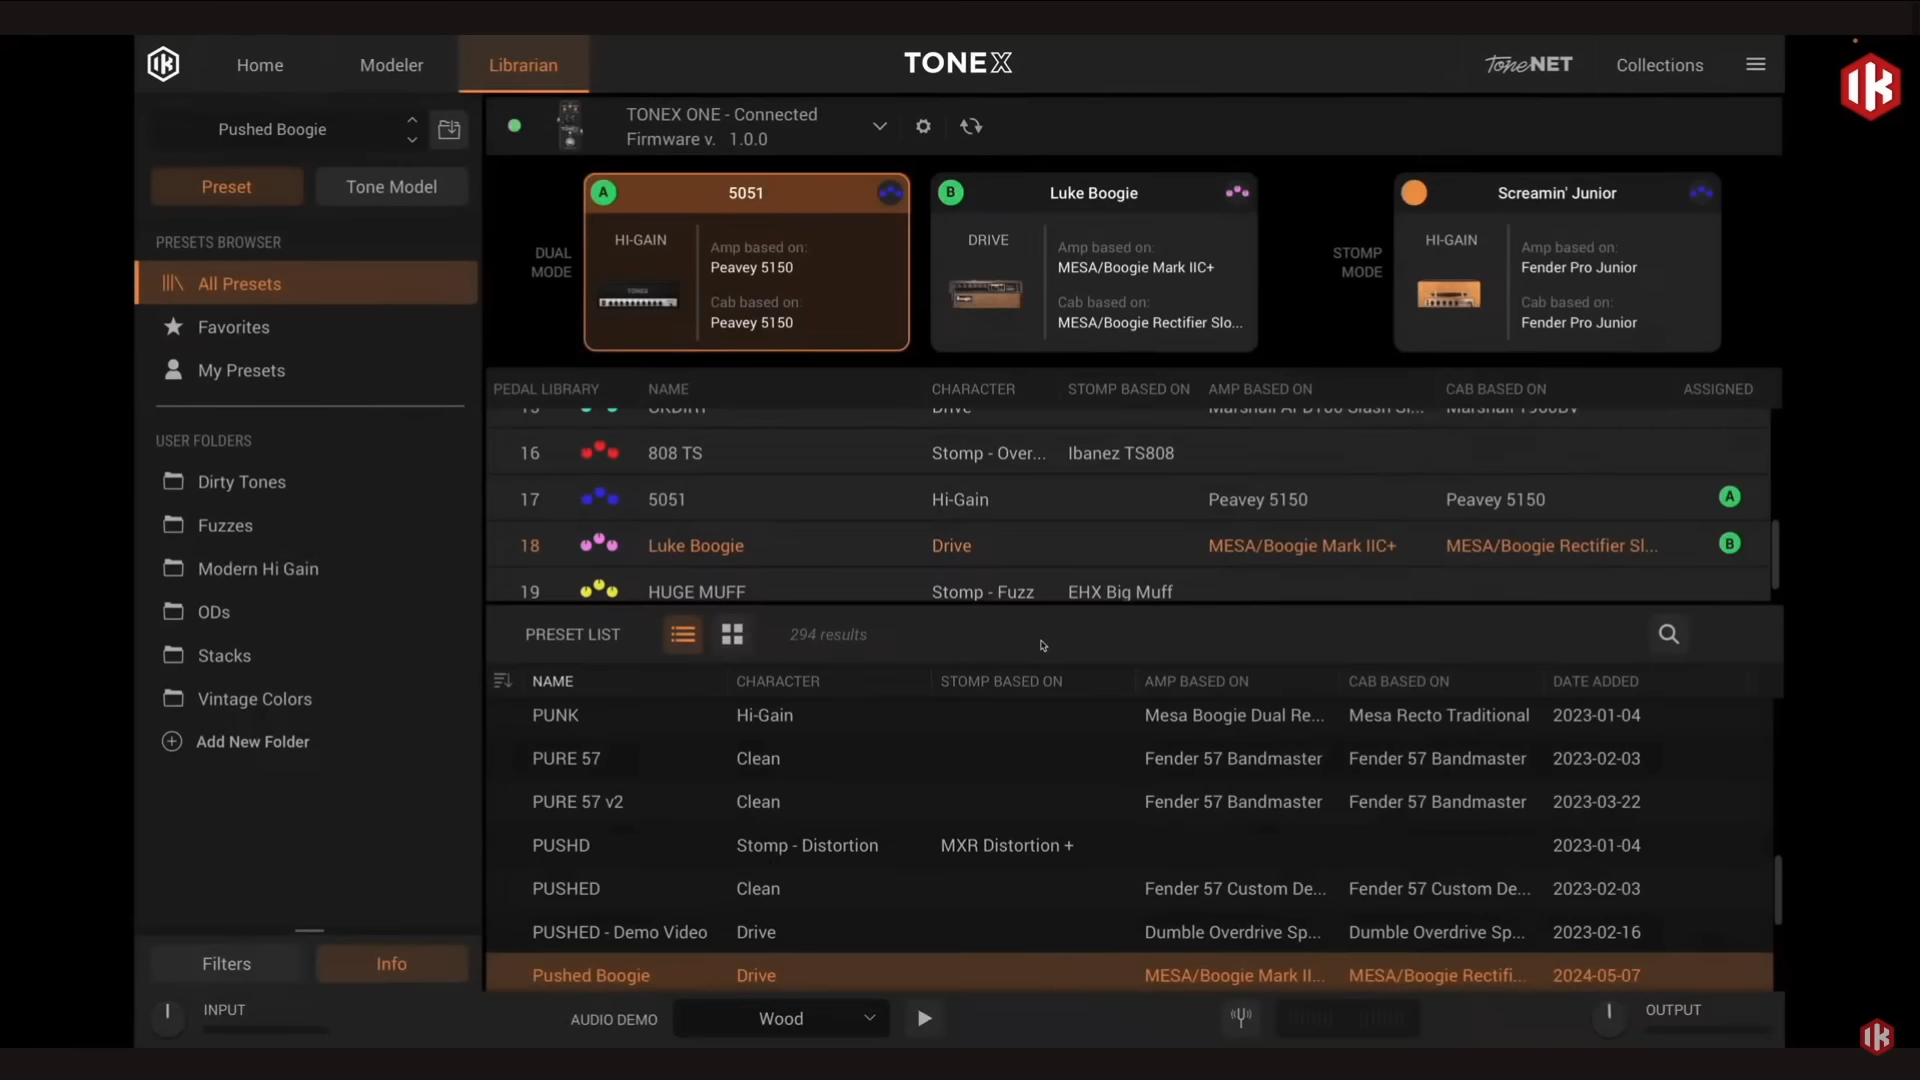 Home
Modeler
Librarian
TONEX
ToneNET
Collections
Pushed Boogie
TONEX ONE - Connected
Firmware v. 1.0.0
Preset
Tone Model
PRESETS BROWSER
All Presets
Favorites
My Presets
USER FOLDERS
Dirty Tones
Fuzzes
Modern Hi Gain
ODs
Stacks
Vintage Colors
Add New Folder
Filters
Info
DUAL
MODE
A
5051
HI-GAIN
Amp based on:
Peavey 5150
Cab based on:
Peavey 5150
B
Luke Boogie
DRIVE
Amp based on:
MESA/Boogie Mark IIC+
Cab based on:
MESA/Boogie Rectifier Slo...
STOMP
MODE
Screamin' Junior
HI-GAIN
Amp based on:
Fender Pro Junior
Cab based on:
Fender Pro Junior
PEDAL LIBRARY NAME CHARACTER STOMP BASED ON AMP BASED ON CAB BASED ON ASSIGNED
16 808 TS Stomp - Over... Ibanez TS808
17 5051 Hi-Gain Peavey 5150 Peavey 5150 A
18 Luke Boogie Drive MESA/Boogie Mark IIC+ MESA/Boogie Rectifier Sl... B
19 HUGE MUFF Stomp - Fuzz EHX Big Muff
PRESET LIST 294 results
NAME CHARACTER STOMP BASED ON AMP BASED ON CAB BASED ON DATE ADDED
PUNK Hi-Gain Mesa Boogie Dual Re... Mesa Recto Traditional 2023-01-04
PURE 57 Clean Fender 57 Bandmaster Fender 57 Bandmaster 2023-02-03
PURE 57 v2 Clean Fender 57 Bandmaster Fender 57 Bandmaster 2023-03-22
PUSHD Stomp - Distortion MXR Distortion + 2023-01-04
PUSHED Clean Fender 57 Custom De... Fender 57 Custom De... 2023-02-03
PUSHED - Demo Video Drive Dumble Overdrive Sp... Dumble Overdrive Sp... 2023-02-16
Pushed Boogie Drive MESA/Boogie Mark II... MESA/Boogie Rectifi... 2024-05-07
INPUT
AUDIO DEMO
Wood
OUTPUT